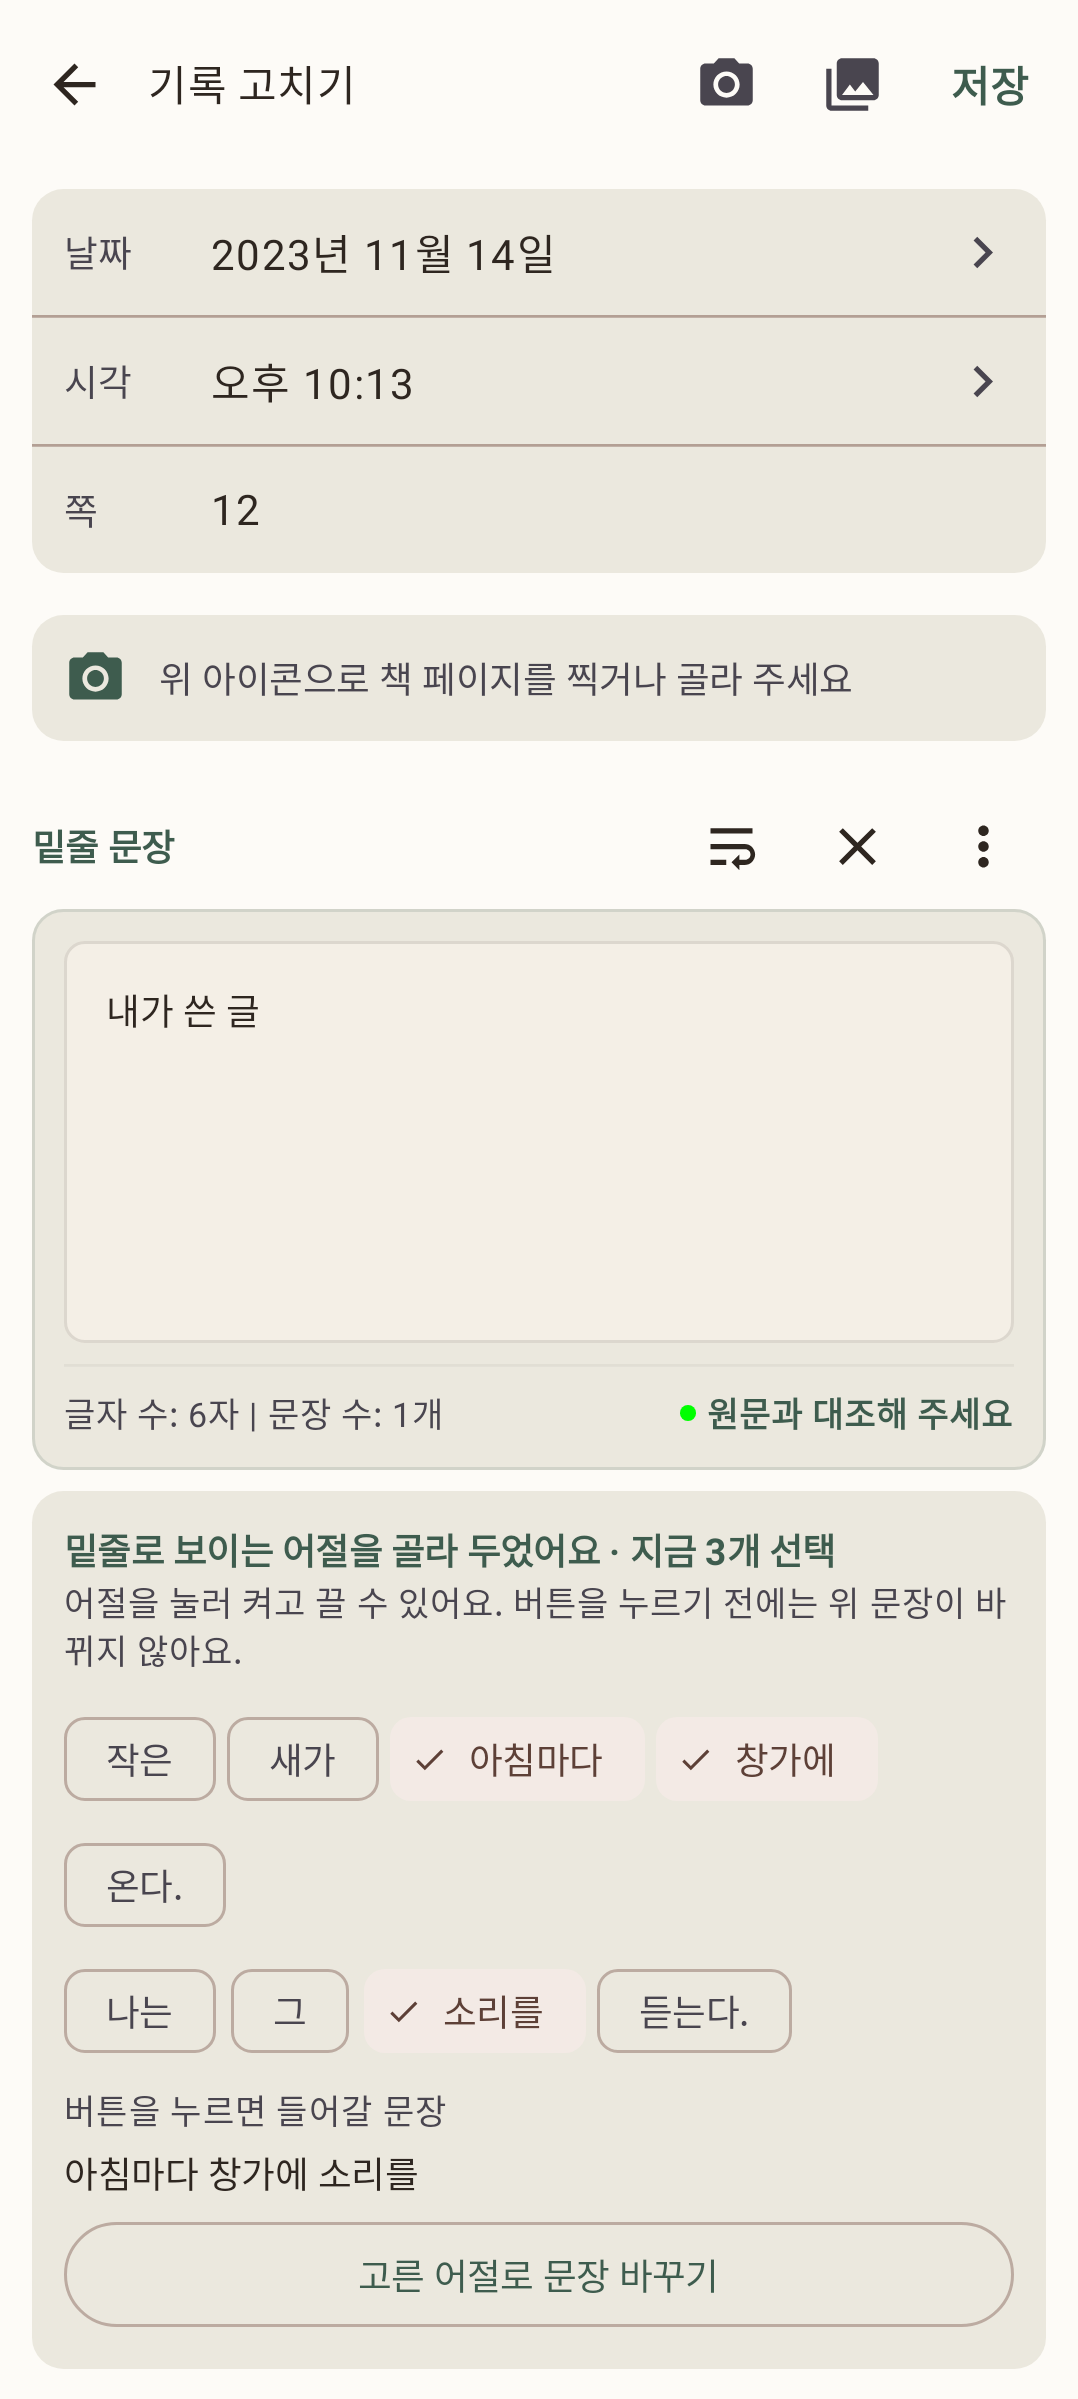 기록 고치기
저장
날짜 2023년 11월 14일
시각 오후 10:13
쪽 12
위 아이콘으로 책 페이지를 찍거나 골라 주세요
밑줄 문장
내가 쓴 글
글자 수: 6자 | 문장 수: 1개
원문과 대조해 주세요
밑줄로 보이는 어절을 골라 두었어요 · 지금 3개 선택
어절을 눌러 켜고 끌 수 있어요. 버튼을 누르기 전에는 위 문장이 바
뀌지 않아요.
작은 새가 아침마다 창가에
온다.
나는 그 소리를 듣는다.
버튼을 누르면 들어갈 문장
아침마다 창가에 소리를
고른 어절로 문장 바꾸기